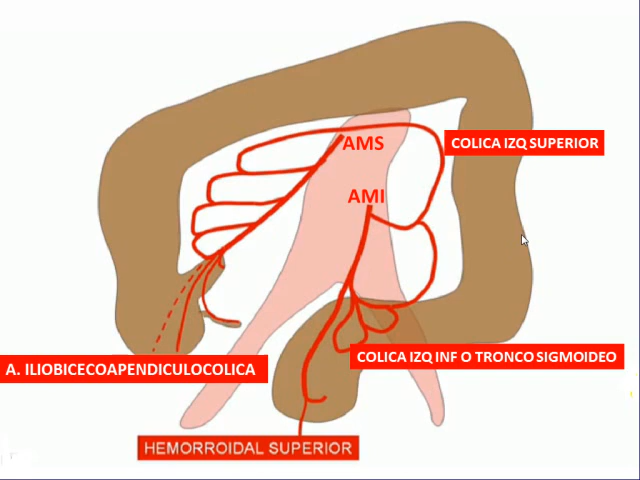 AMS
COLICA IZQ SUPERIOR
AMI
COLICA IZQ INF O TRONCO SIGMOIDEO
A. ILIOBICECOAPENDICULOCOLICA
HEMORROIDAL SUPERIOR